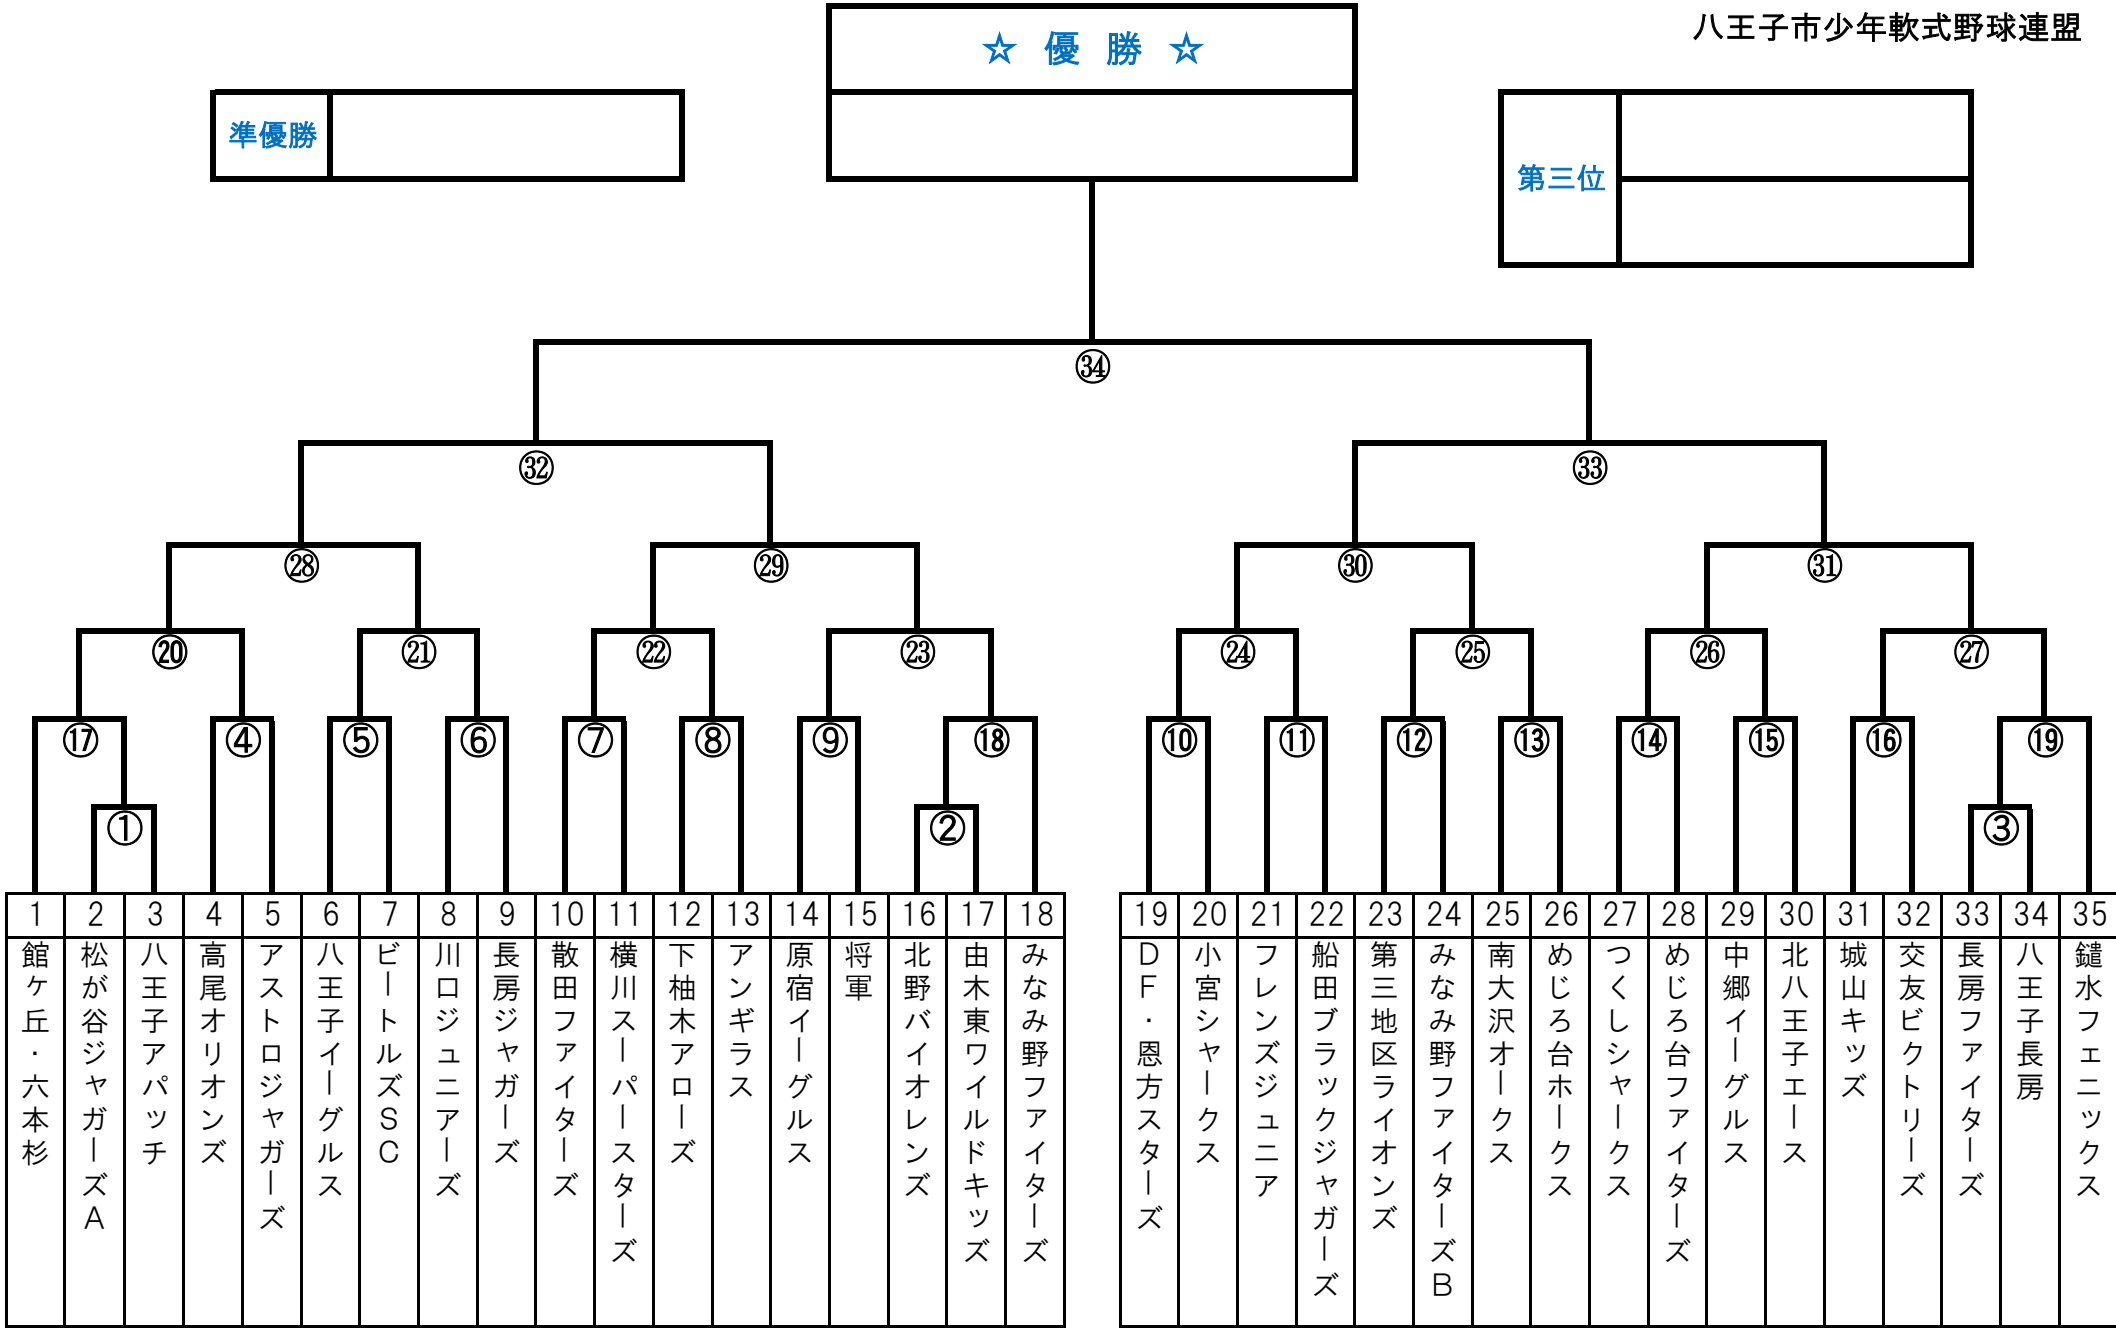 八王子市少年軟式野球連盟
☆ 優 勝 ☆
準優勝
第三位
㉞
㉜
㉝
㉘
㉙
㉚
㉛
⑳
㉑
㉒
㉓
㉔
㉕
㉖
㉗
⑰
④
⑤
⑥
⑦
⑧
⑨
⑱
⑩
⑪
⑫
⑬
⑭
⑮
⑯
⑲
①
②
③
1
館ヶ丘・六本杉
2
松が谷ジャガーズA
3
八王子アパッチ
4
高尾オリオンズ
5
アストロジャガーズ
6
八王子イーグルス
7
ビートルズSC
8
川口ジュニアーズ
9
長房ジャガーズ
10
散田ファイターズ
11
横川スーパースターズ
12
下柚木アローズ
13
アンギラス
14
原宿イーグルス
15
将軍
16
北野バイオレンズ
17
由木東ワイルドキッズ
18
みなみ野ファイターズ
19
DF・恩方スターズ
20
小宮シャークス
21
フレンズジュニア
22
船田ブラックジャガーズ
23
第三地区ライオンズ
24
みなみ野ファイターズB
25
南大沢オークス
26
めじろ台ホークス
27
つくしシャークス
28
めじろ台ファイターズ
29
中郷イーグルス
30
北八王子エース
31
城山キッズ
32
交友ビクトリーズ
33
長房ファイターズ
34
八王子長房
35
鑓水フェニックス